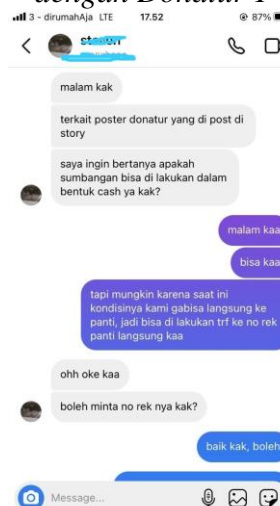 dengan Donatur 1
3 - dirumahAja LTE 17.52 87%
malam kak
terkait poster donatur yang di post di
story
saya ingin bertanya apakah
sumbangan bisa di lakukan dalam
bentuk cash ya kak?
malam kaa
bisa kaa
tapi mungkin karena saat ini
kondisinya kami gabisa langsung ke
panti, jadi bisa di lakukan trf ke no rek
panti langsung kaa
ohh oke kaa
boleh minta no rek nya kak?
baik kak, boleh
Message...